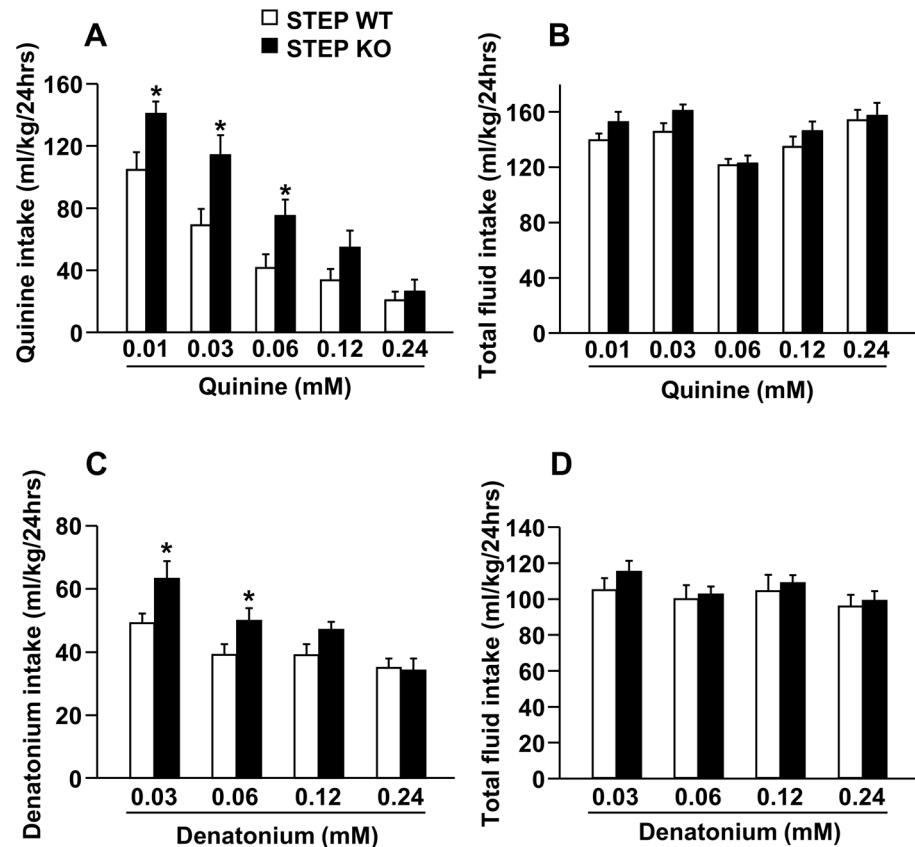 STEP WT
STEP KO
A
Quinine intake (ml/kg/24hrs)
160
120
80
40
0
*
*
*
0.01 0.03 0.06 0.12 0.24
Quinine (mM)
B
Total fluid intake (ml/kg/24hrs)
160
120
80
40
0
0.01 0.03 0.06 0.12 0.24
Quinine (mM)
C
Denatonium intake (ml/kg/24hrs)
80
60
40
20
0
*
*
0.03 0.06 0.12 0.24
Denatonium (mM)
D
Total fluid intake (ml/kg/24hrs)
140
120
100
80
60
40
20
0
0.03 0.06 0.12 0.24
Denatonium (mM)